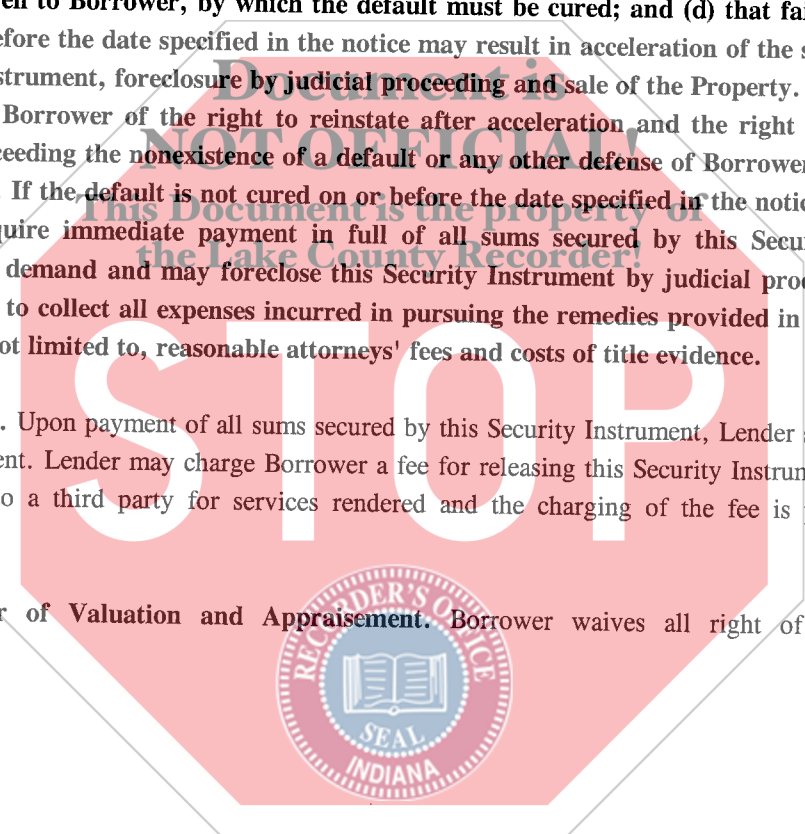 en to Borrower, by which the default must be cured; and (d) that fai
efore the date specified in the notice may result in acceleration of the s
strument, foreclosure by judicial proceeding and sale of the Property.
Document is
Borrower of the right to reinstate after acceleration and the right
NOT OFFICIAL!
ceeding the nonexistence of a default or any other defense of Borrower
. If the default is not cured on or before the date specified in the notic
This Document is the property of
quire immediate payment in full of all sums secured by this Secur
the Lake County Recorder!
demand and may foreclose this Security Instrument by judicial proc
to collect all expenses incurred in pursuing the remedies provided in
ot limited to, reasonable attorneys' fees and costs of title evidence.
STOP
. Upon payment of all sums secured by this Security Instrument, Lender s
ent. Lender may charge Borrower a fee for releasing this Security Instrum
o a third party for services rendered and the charging of the fee is
r of Valuation and Appraisement. Borrower waives all right of
RECORDER'S OFFICE
SEAL
INDIANA